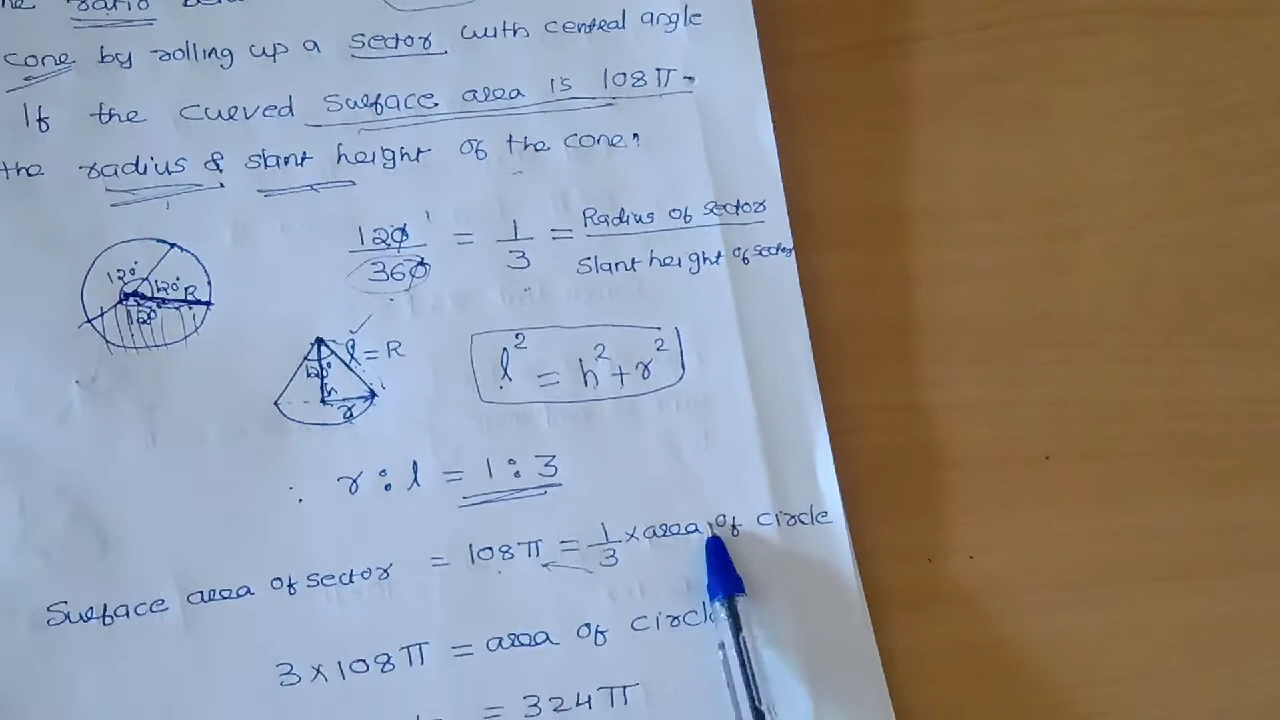 ratio
cone by rolling up a sector with central angle
If the curved surface area is 108π.
the radius & slant height of the cone?
120/360 = 1/3 = Radius of sector/Slant height of sector
120° 120° R
120°
l = R
120°
h
r
l² = h² + r²
∴ r : l = 1 : 3
Surface area of sector = 108π = 1/3 × area of circle
3 × 108π = area of circle
= 324π